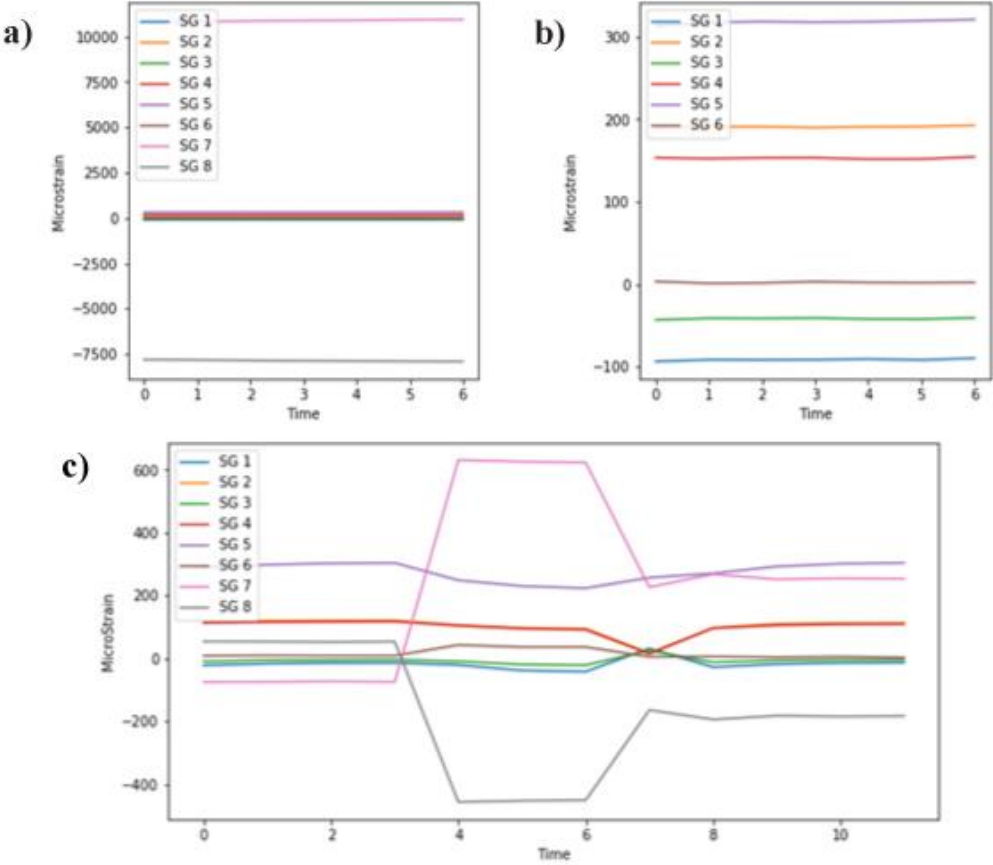 a)
SG 1
SG 2
SG 3
SG 4
SG 5
SG 6
SG 7
SG 8
10000
7500
5000
2500
0
−2500
−5000
−7500
Microstrain
0 1 2 3 4 5 6
Time
b)
SG 1
SG 2
SG 3
SG 4
SG 5
SG 6
300
200
100
0
−100
Microstrain
0 1 2 3 4 5 6
Time
c)
SG 1
SG 2
SG 3
SG 4
SG 5
SG 6
SG 7
SG 8
600
400
200
0
−200
−400
MicroStrain
0 2 4 6 8 10
Time